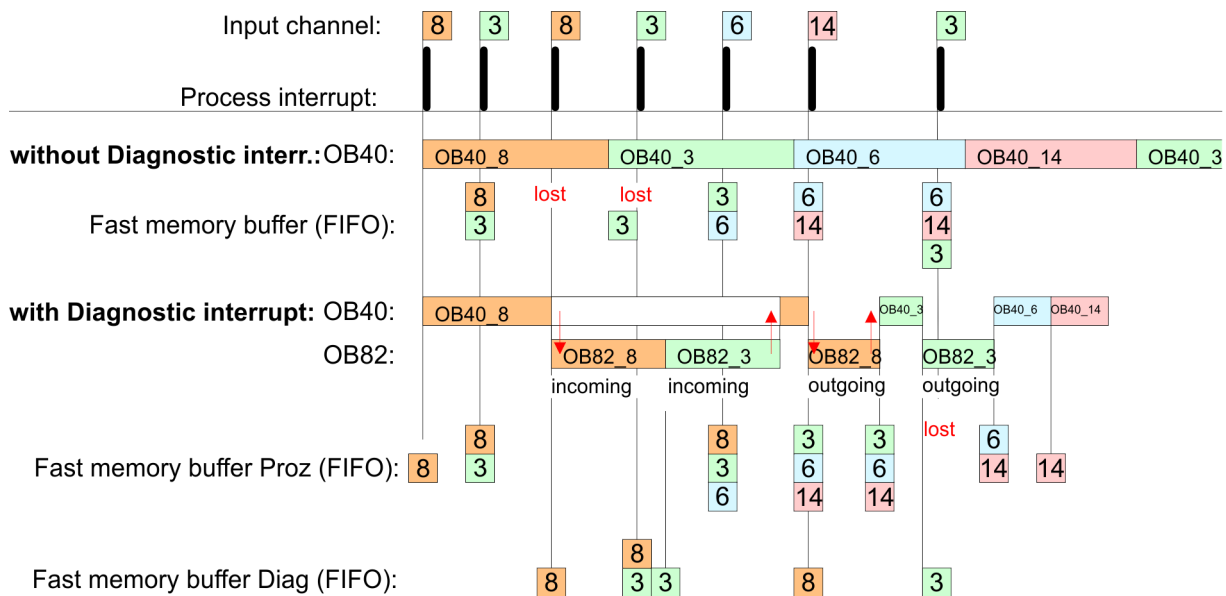 Input channel: 8 3 8 3 6 14 3
Process interrupt:
without Diagnostic interr.: OB40: OB40_8 OB40_3 OB40_6 OB40_14 OB40_3
lost lost
8 3 6 6
Fast memory buffer (FIFO): 3 3 6 14 14
3
with Diagnostic interrupt: OB40: OB40_8 OB40_3 OB40_6 OB40_14
OB82: OB82_8 OB82_3 OB82_8 OB82_3
incoming incoming outgoing outgoing
8 8 3 3 lost 6
Fast memory buffer Proz (FIFO): 8 3 3 6 6 14 14
6 14 14
8
Fast memory buffer Diag (FIFO): 8 3 3 8 3